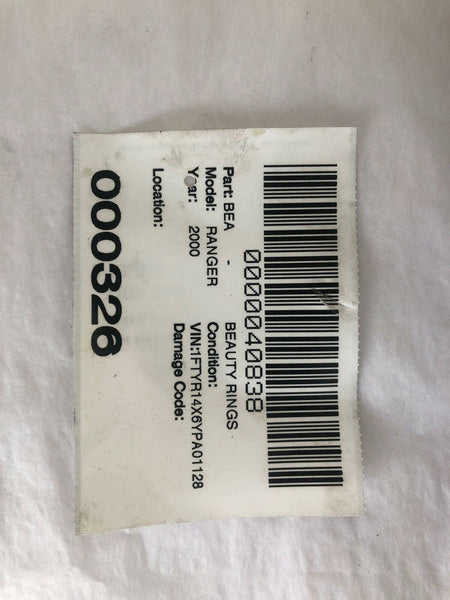 0000040838
Part: BEA - BEAUTY RINGS
Model: RANGER Condition:
Year: 2000 VIN:1FTYR14X6YPA01128
Damage Code:
Location:
000326